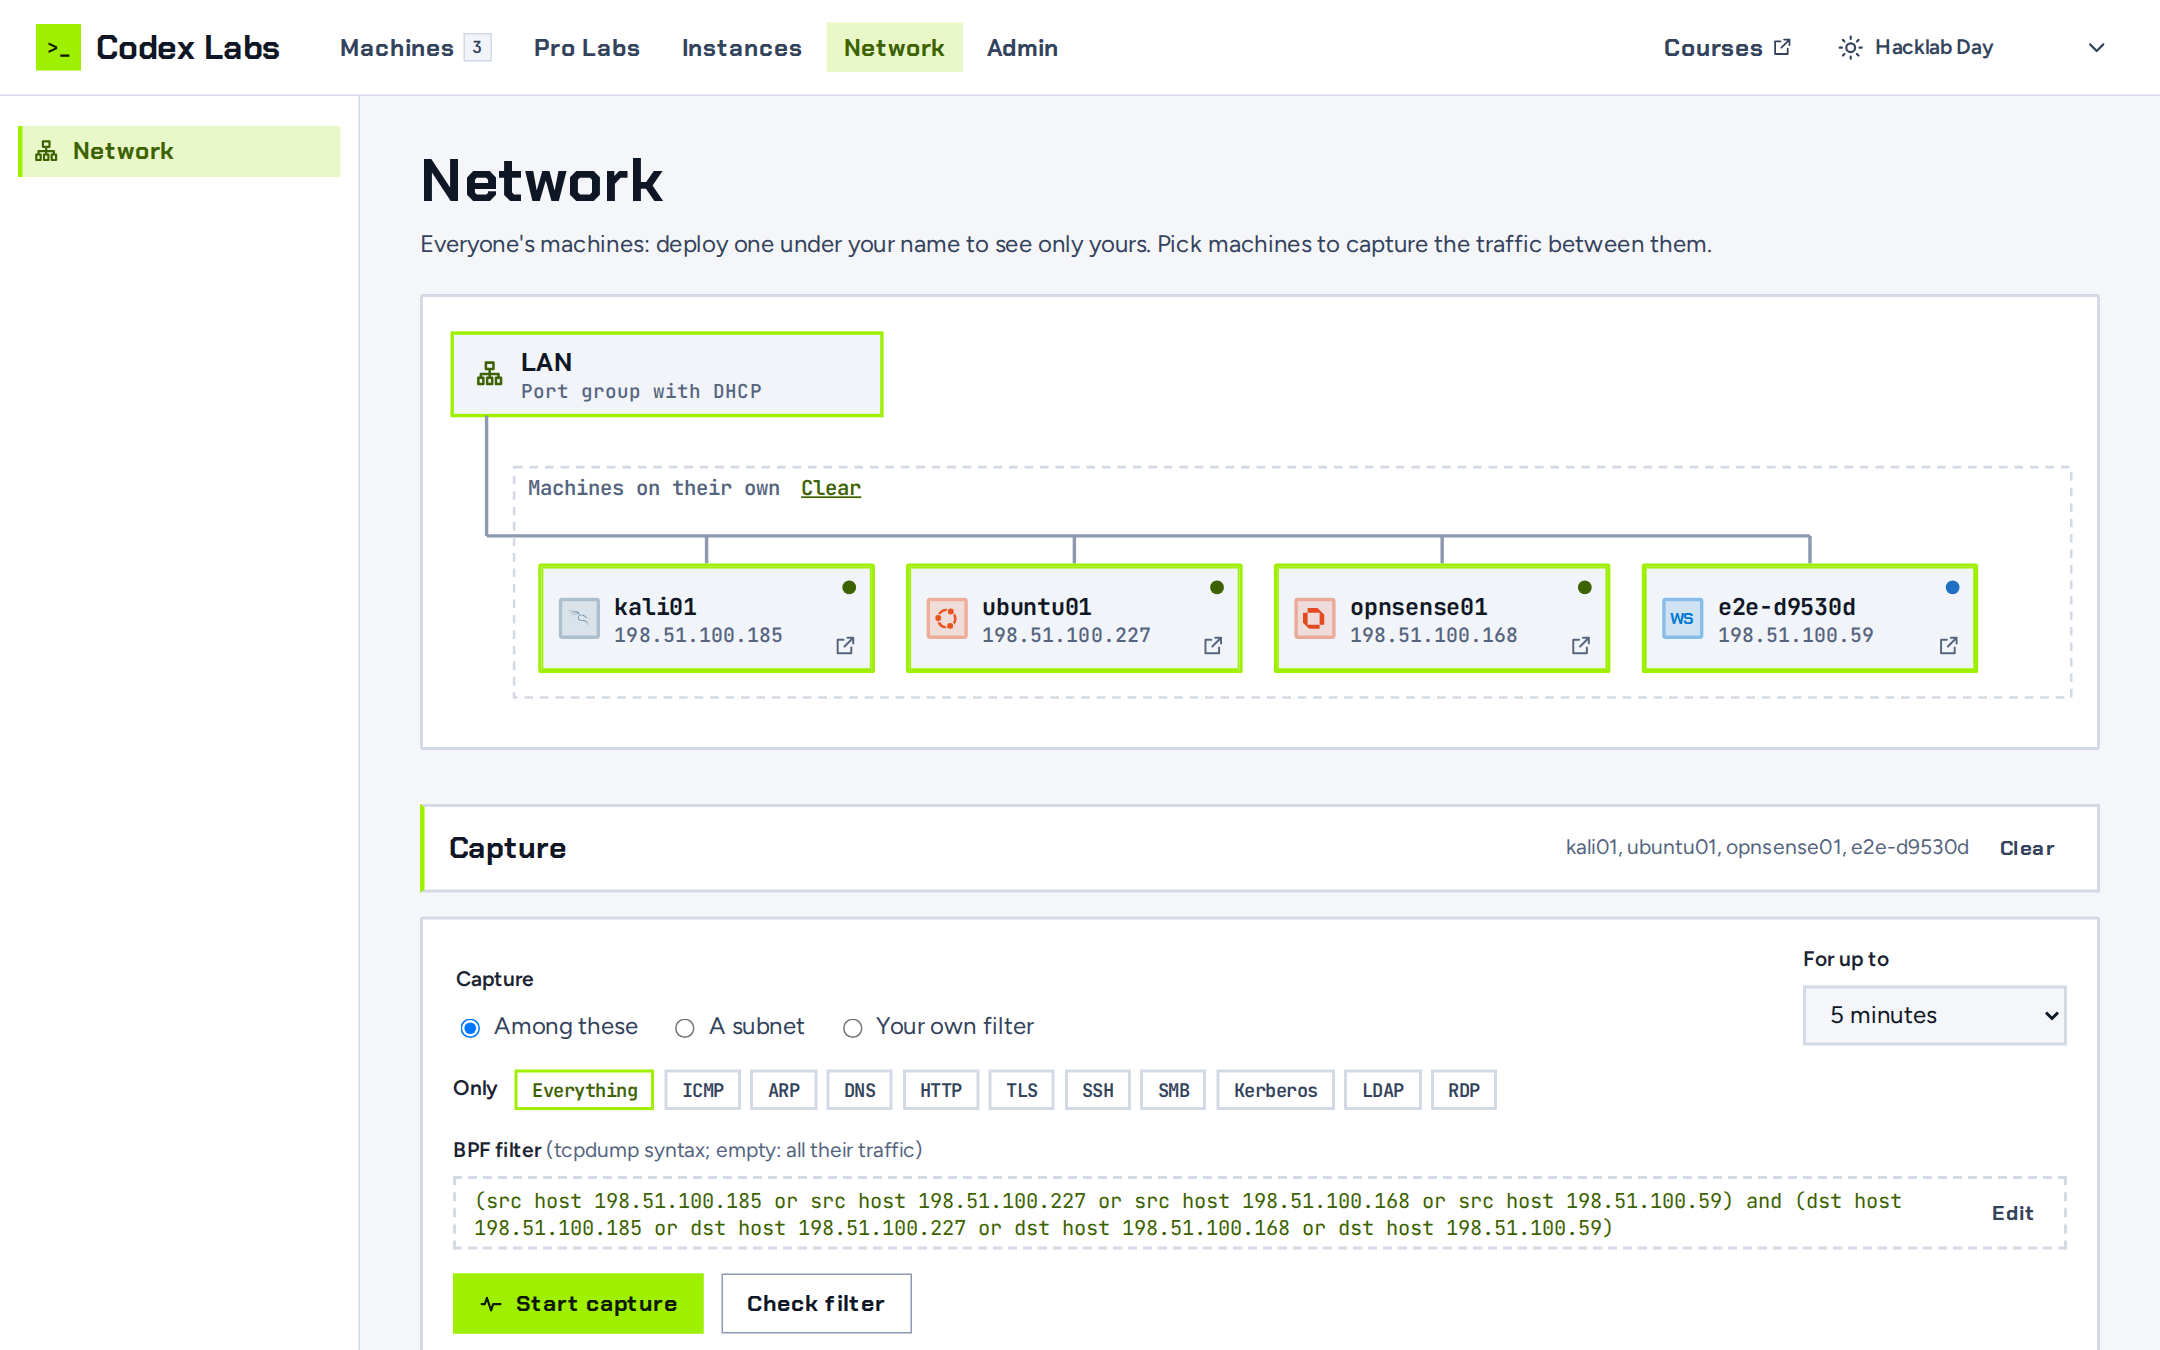 >_ Codex Labs
Machines 3
Pro Labs
Instances
Network
Admin
Courses
Hacklab Day
Network
Network
Everyone's machines: deploy one under your name to see only yours. Pick machines to capture the traffic between them.
LAN
Port group with DHCP
Machines on their own Clear
kali01
198.51.100.185
ubuntu01
198.51.100.227
opnsense01
198.51.100.168
WS
e2e-d9530d
198.51.100.59
Capture
kali01, ubuntu01, opnsense01, e2e-d9530d
Clear
Capture
For up to
Among these
A subnet
Your own filter
5 minutes
Only Everything ICMP ARP DNS HTTP TLS SSH SMB Kerberos LDAP RDP
BPF filter (tcpdump syntax; empty: all their traffic)
(src host 198.51.100.185 or src host 198.51.100.227 or src host 198.51.100.168 or src host 198.51.100.59) and (dst host
198.51.100.185 or dst host 198.51.100.227 or dst host 198.51.100.168 or dst host 198.51.100.59)
Edit
Start capture
Check filter